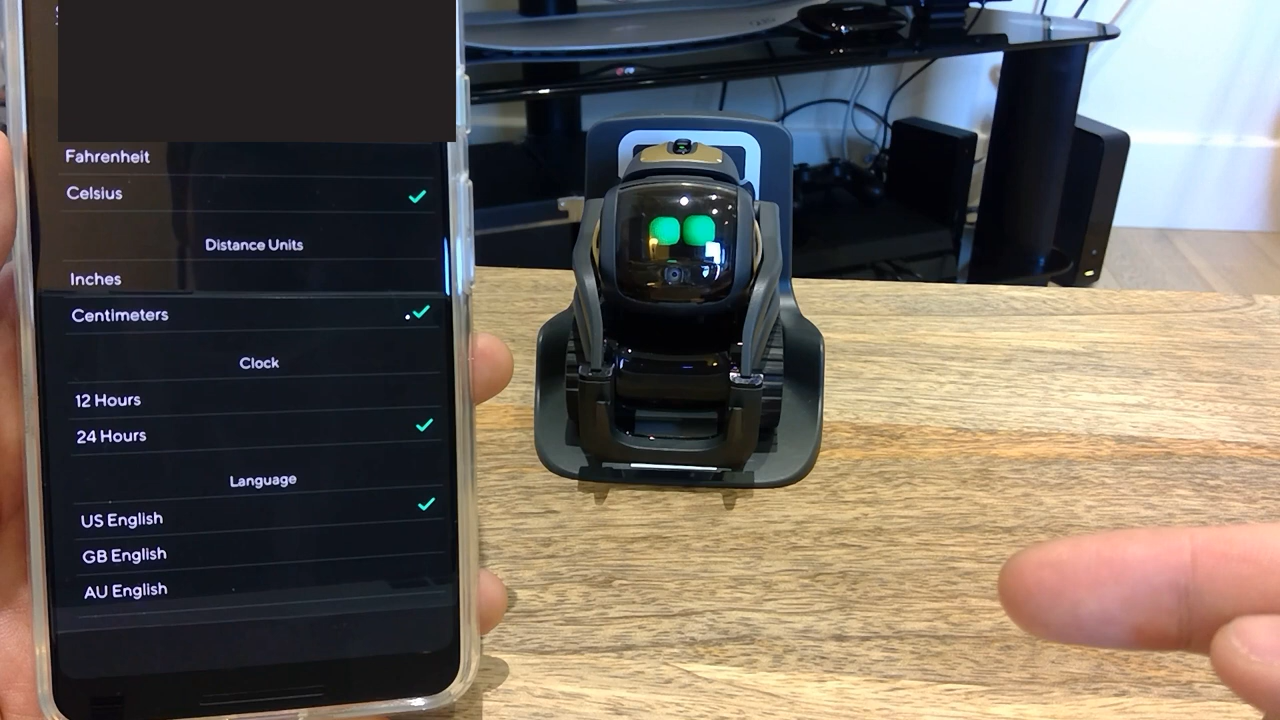 Fahrenheit
Celsius
Distance Units
Inches
Centimeters
Clock
12 Hours
24 Hours
Language
US English
GB English
AU English